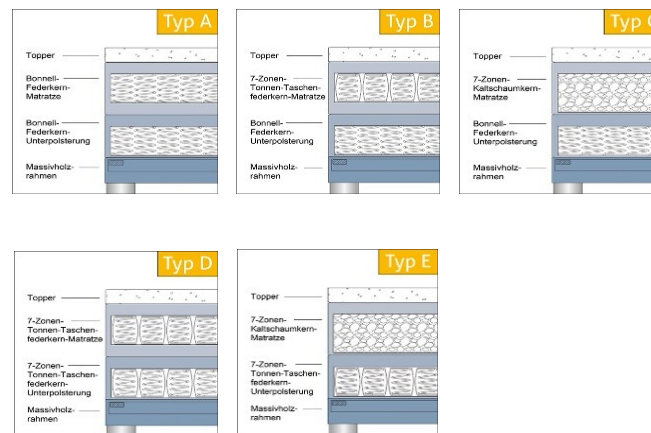 Typ A
Topper
Bonnell-
Federkern-
Matratze
Bonnell-
Federkern-
Unterpolsterung
Massivholz-
rahmen
Typ B
Topper
7-Zonen-
Tonnen-Taschen-
federkern-Matratze
Bonnell-
Federkern-
Unterpolsterung
Massivholz-
rahmen
Typ
Topper
7-Zonen-
Kaltschaumkern-
Matratze
Bonnell-
Federkern-
Unterpolsterung
Massivholz-
rahmen
Typ D
Topper
7-Zonen-
Tonnen-Taschen-
federkern-Matratze
7-Zonen-
Tonnen-Taschen-
federkern-
Unterpolsterung
Massivholz-
rahmen
Typ E
Topper
7-Zonen-
Kaltschaumkern-
Matratze
7-Zonen-
Tonnen-Taschen-
federkern-
Unterpolsterung
Massivholz-
rahmen